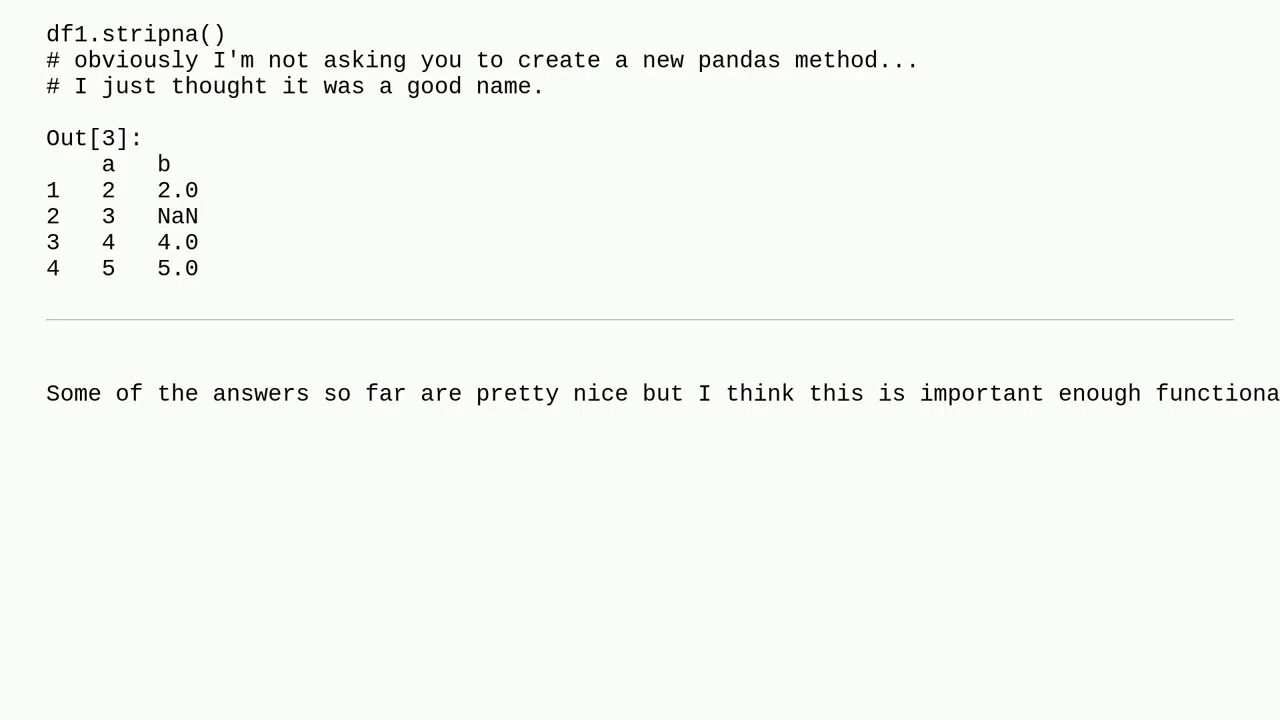 df1.stripna()
# obviously I'm not asking you to create a new pandas method...
# I just thought it was a good name.
Out[3]:
    a   b
1   2   2.0
2   3   NaN
3   4   4.0
4   5   5.0
Some of the answers so far are pretty nice but I think this is important enough functiona